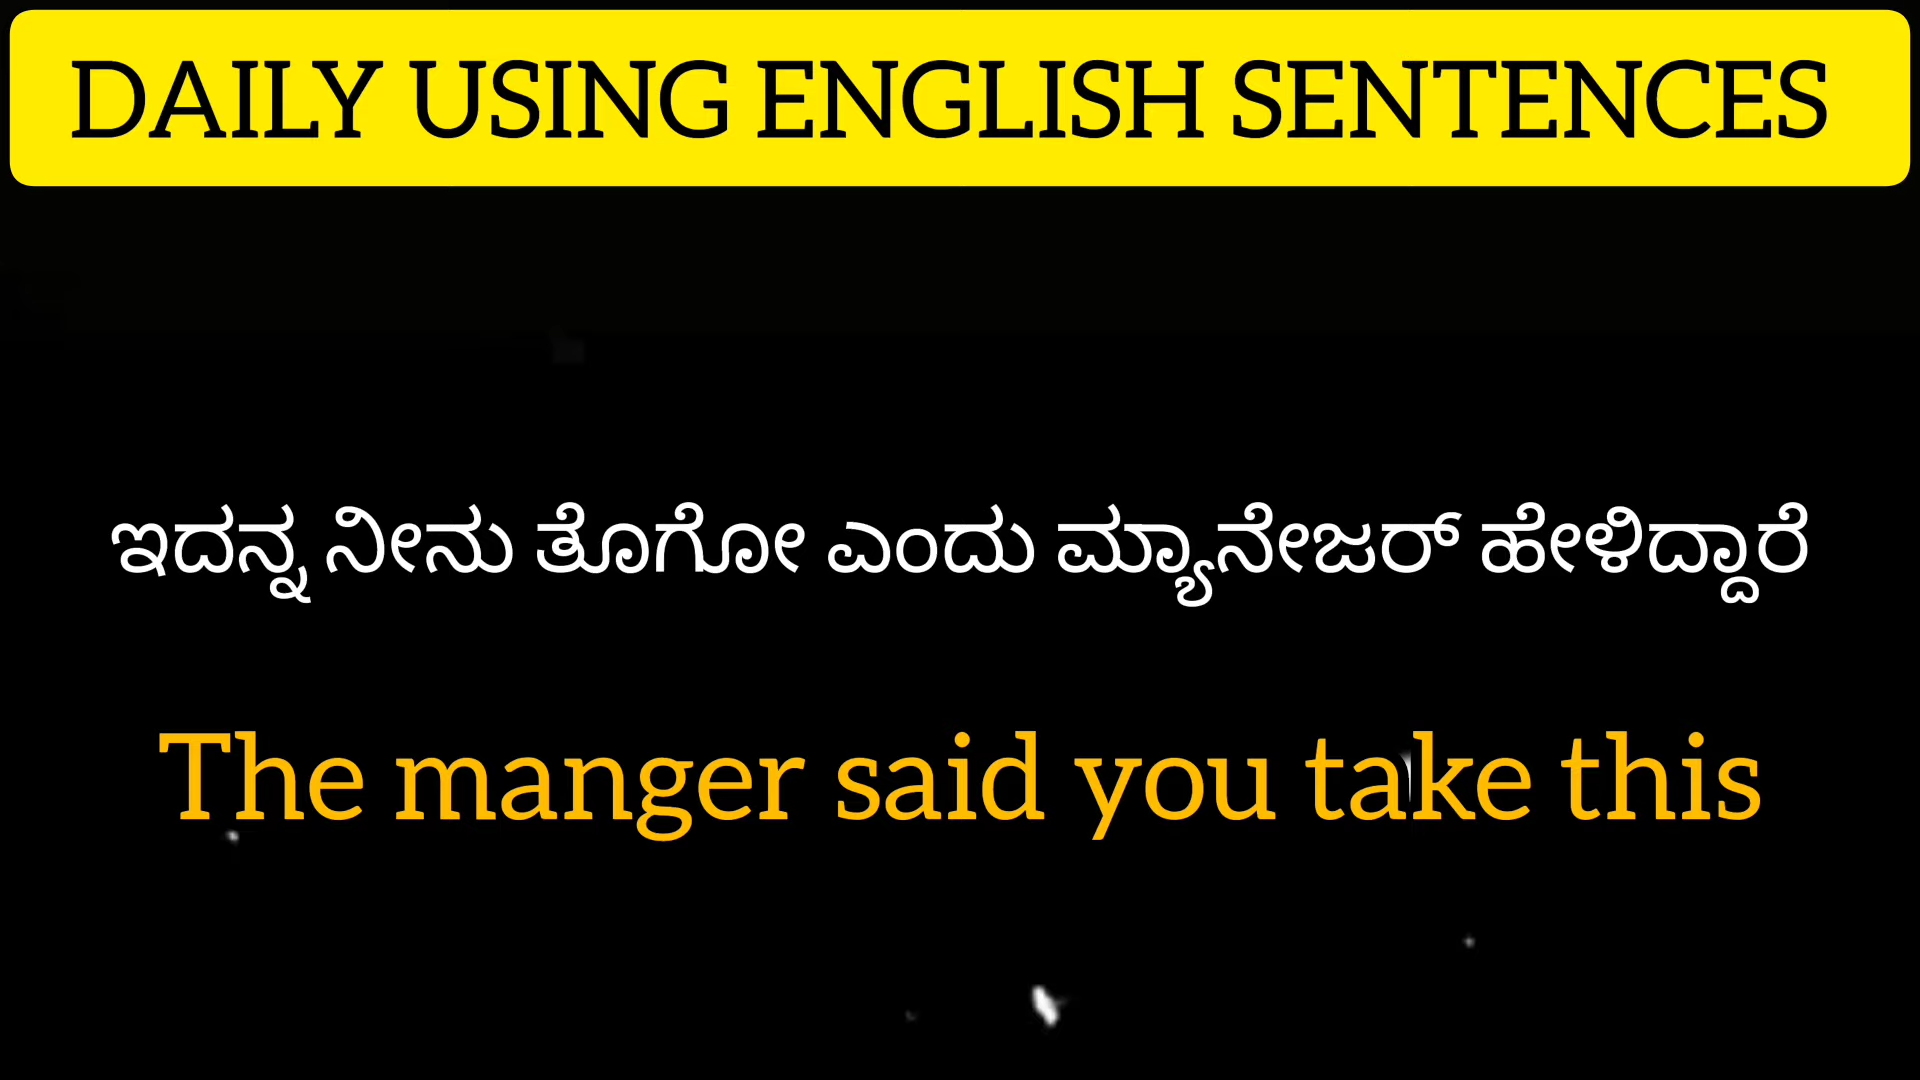 DAILY USING ENGLISH SENTENCES
ಇದನ್ನ ನೀನು ತೊಗೋ ಎಂದು ಮ್ಯಾನೇಜರ್ ಹೇಳಿದ್ದಾರೆ
The manger said you take this